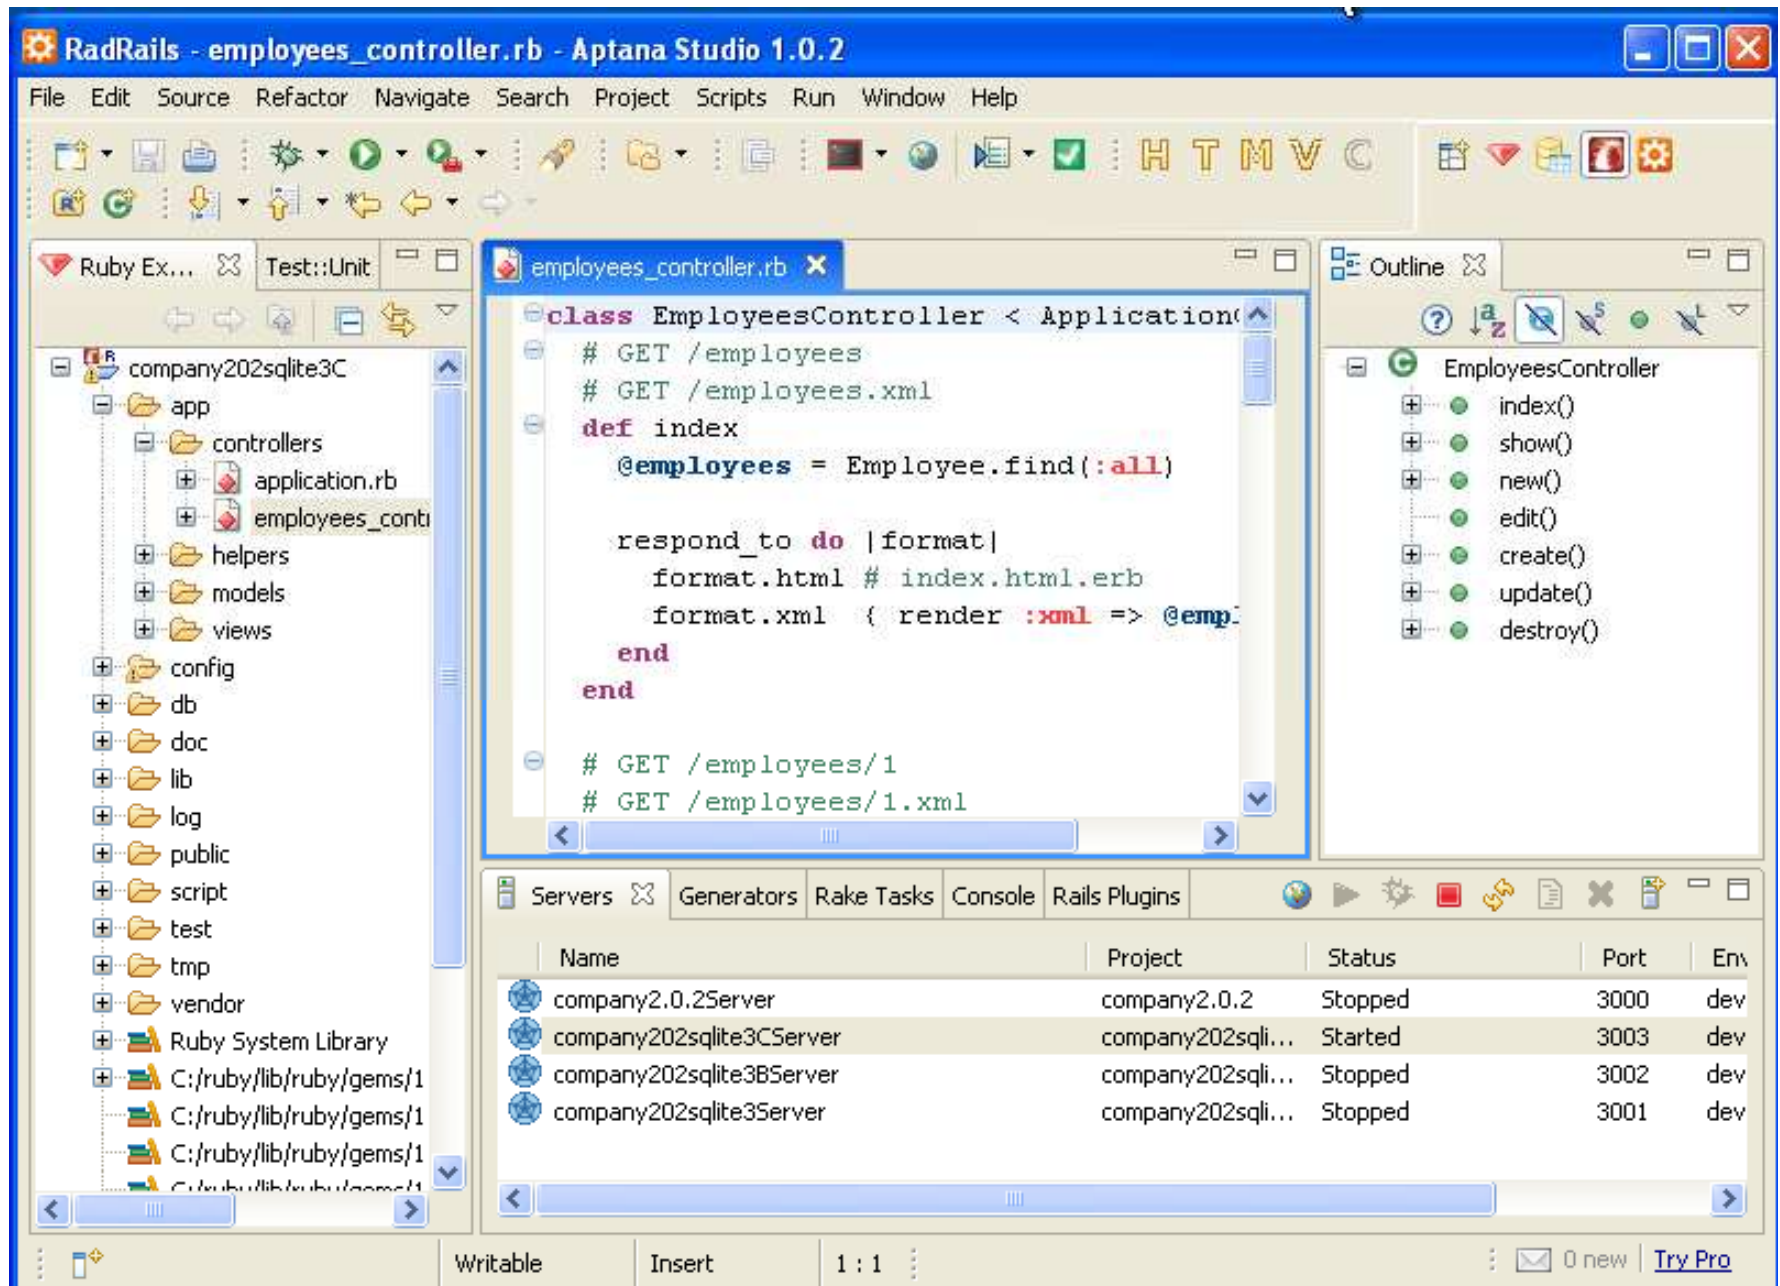 RadRails - employees_controller.rb - Aptana Studio 1.0.2
File Edit Source Refactor Navigate Search Project Scripts Run Window Help
H T M V C
Ruby Ex... Test::Unit
company202sqlite3C
app
controllers
application.rb
employees_contr
helpers
models
views
config
db
doc
lib
log
public
script
test
tmp
vendor
Ruby System Library
C:/ruby/lib/ruby/gems/1
C:/ruby/lib/ruby/gems/1
C:/ruby/lib/ruby/gems/1
C:/ruby/lib/ruby/gems/1
employees_controller.rb
class EmployeesController < Application
# GET /employees
# GET /employees.xml
def index
@employees = Employee.find(:all)
respond_to do |format|
format.html # index.html.erb
format.xml { render :xml => @empl
end
end
# GET /employees/1
# GET /employees/1.xml
Outline
EmployeesController
index()
show()
new()
edit()
create()
update()
destroy()
Servers Generators Rake Tasks Console Rails Plugins
Name Project Status Port Env
company2.0.2Server company2.0.2 Stopped 3000 dev
company202sqlite3CServer company202sqli... Started 3003 dev
company202sqlite3BServer company202sqli... Stopped 3002 dev
company202sqlite3Server company202sqli... Stopped 3001 dev
Writable Insert 1 : 1 0 new Try Pro